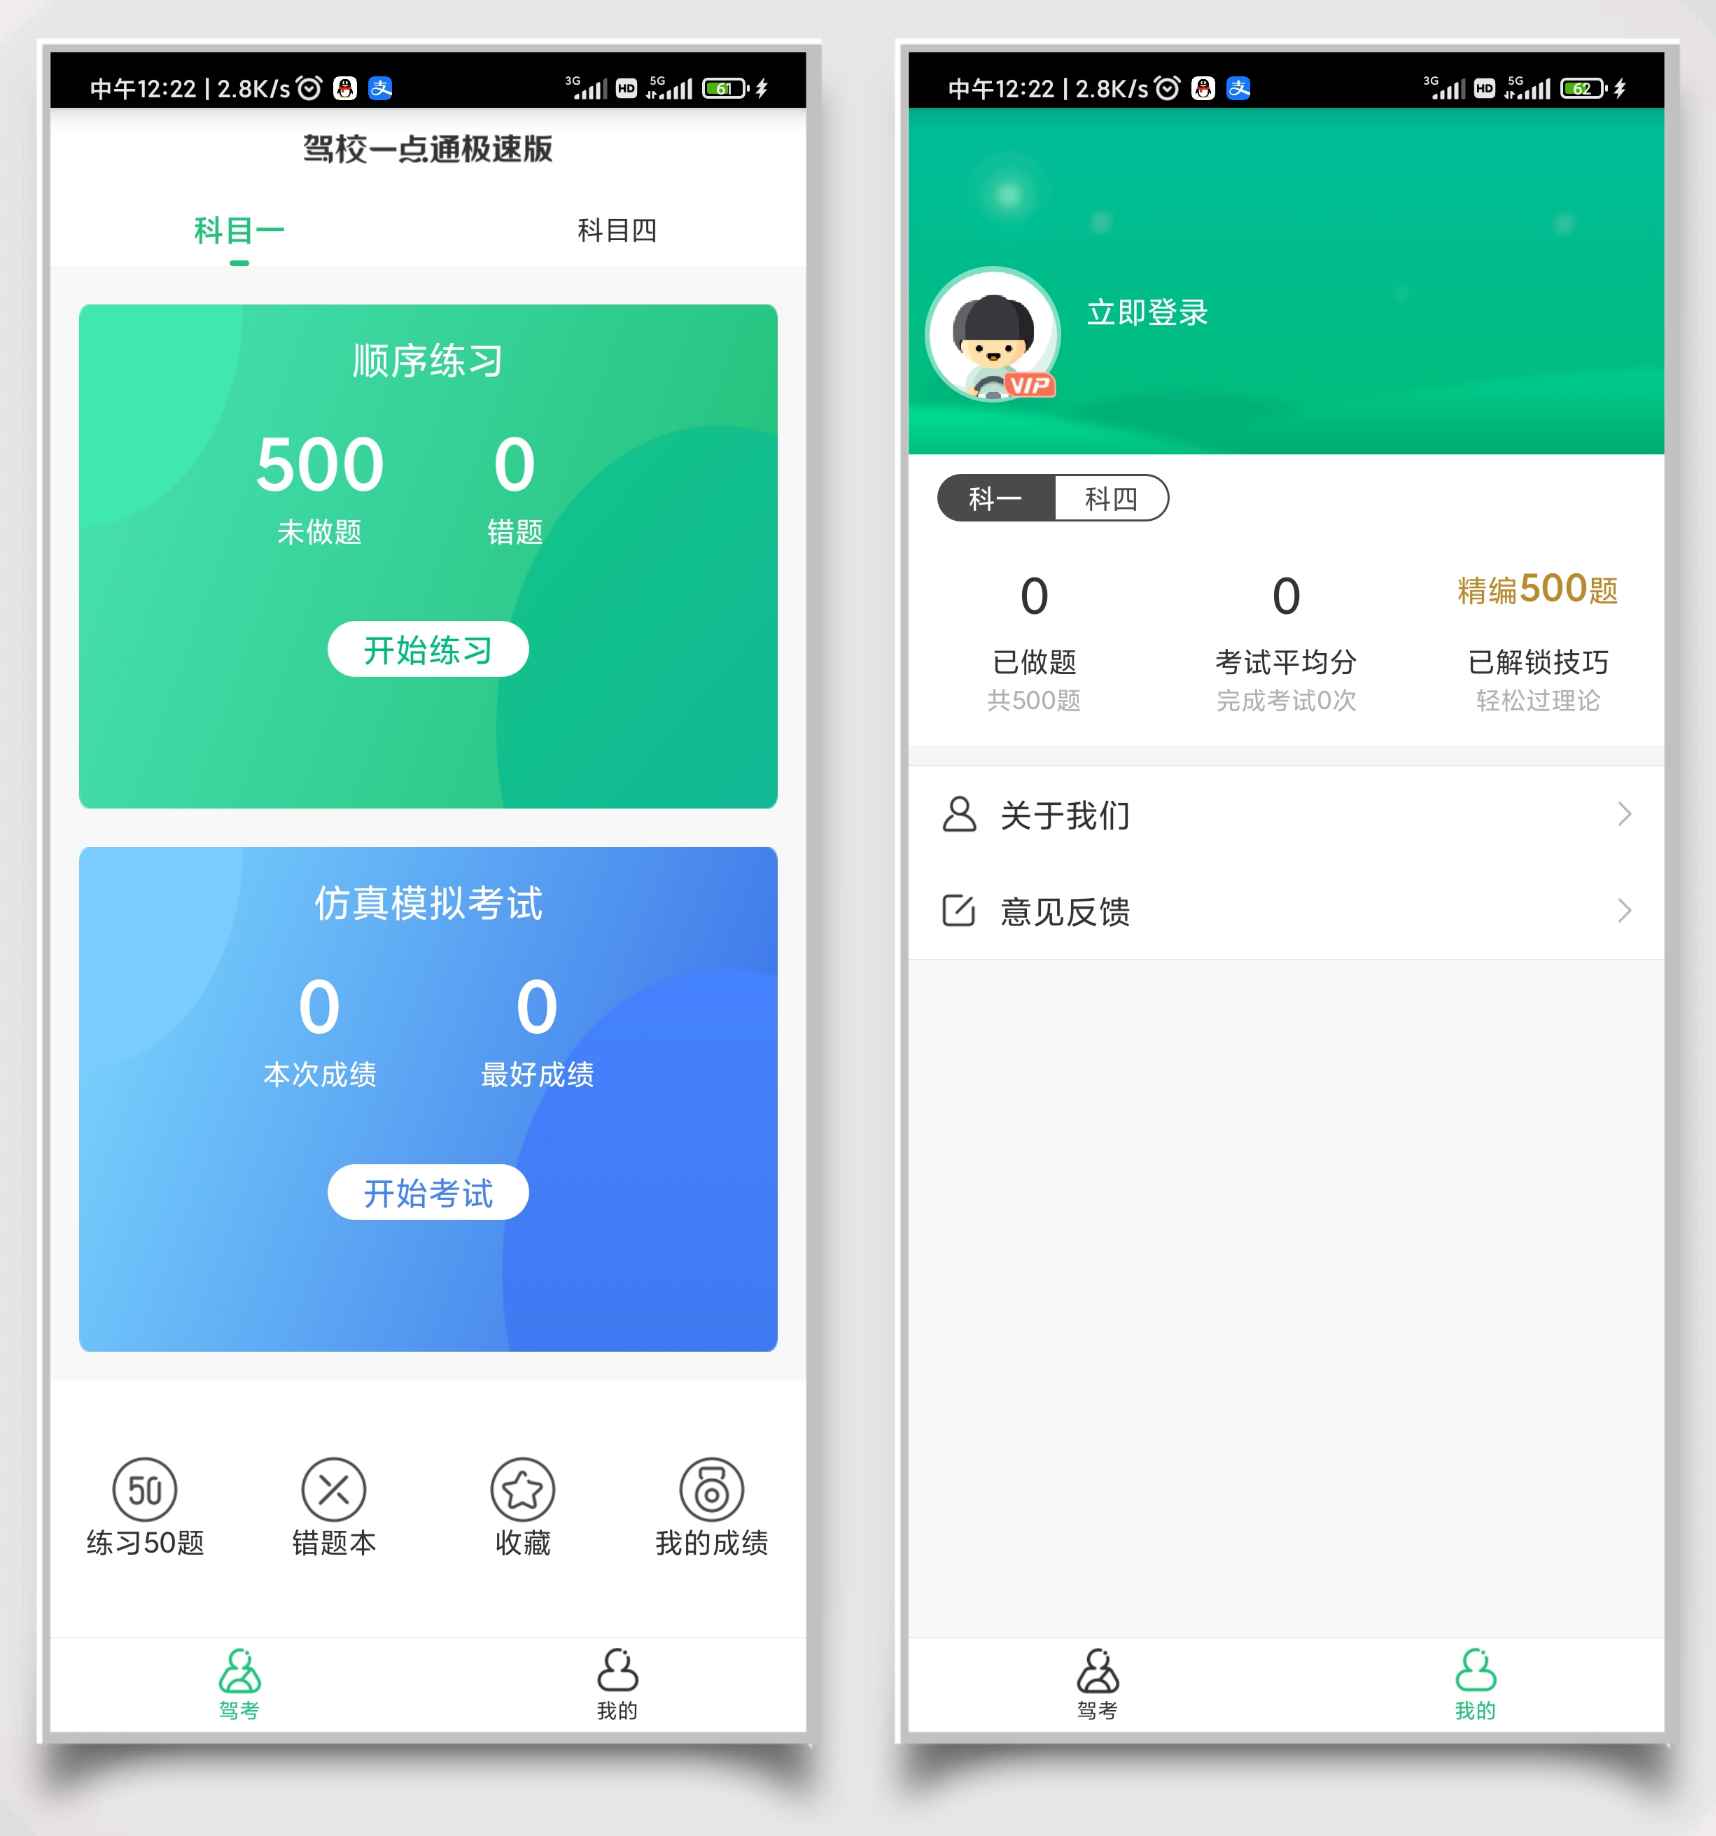 中午12:22 | 2.8K/s
3G HD 5G 61
驾校一点通极速版
科目一 科目四
顺序练习
500 0
未做题 错题
开始练习
仿真模拟考试
0 0
本次成绩 最好成绩
开始考试
50
练习50题 错题本 收藏 我的成绩
驾考 我的
中午12:22 | 2.8K/s
3G HD 5G 62
立即登录
VIP
科一 科四
0 0 精编500题
已做题 考试平均分 已解锁技巧
共500题 完成考试0次 轻松过理论
关于我们
意见反馈
驾考 我的